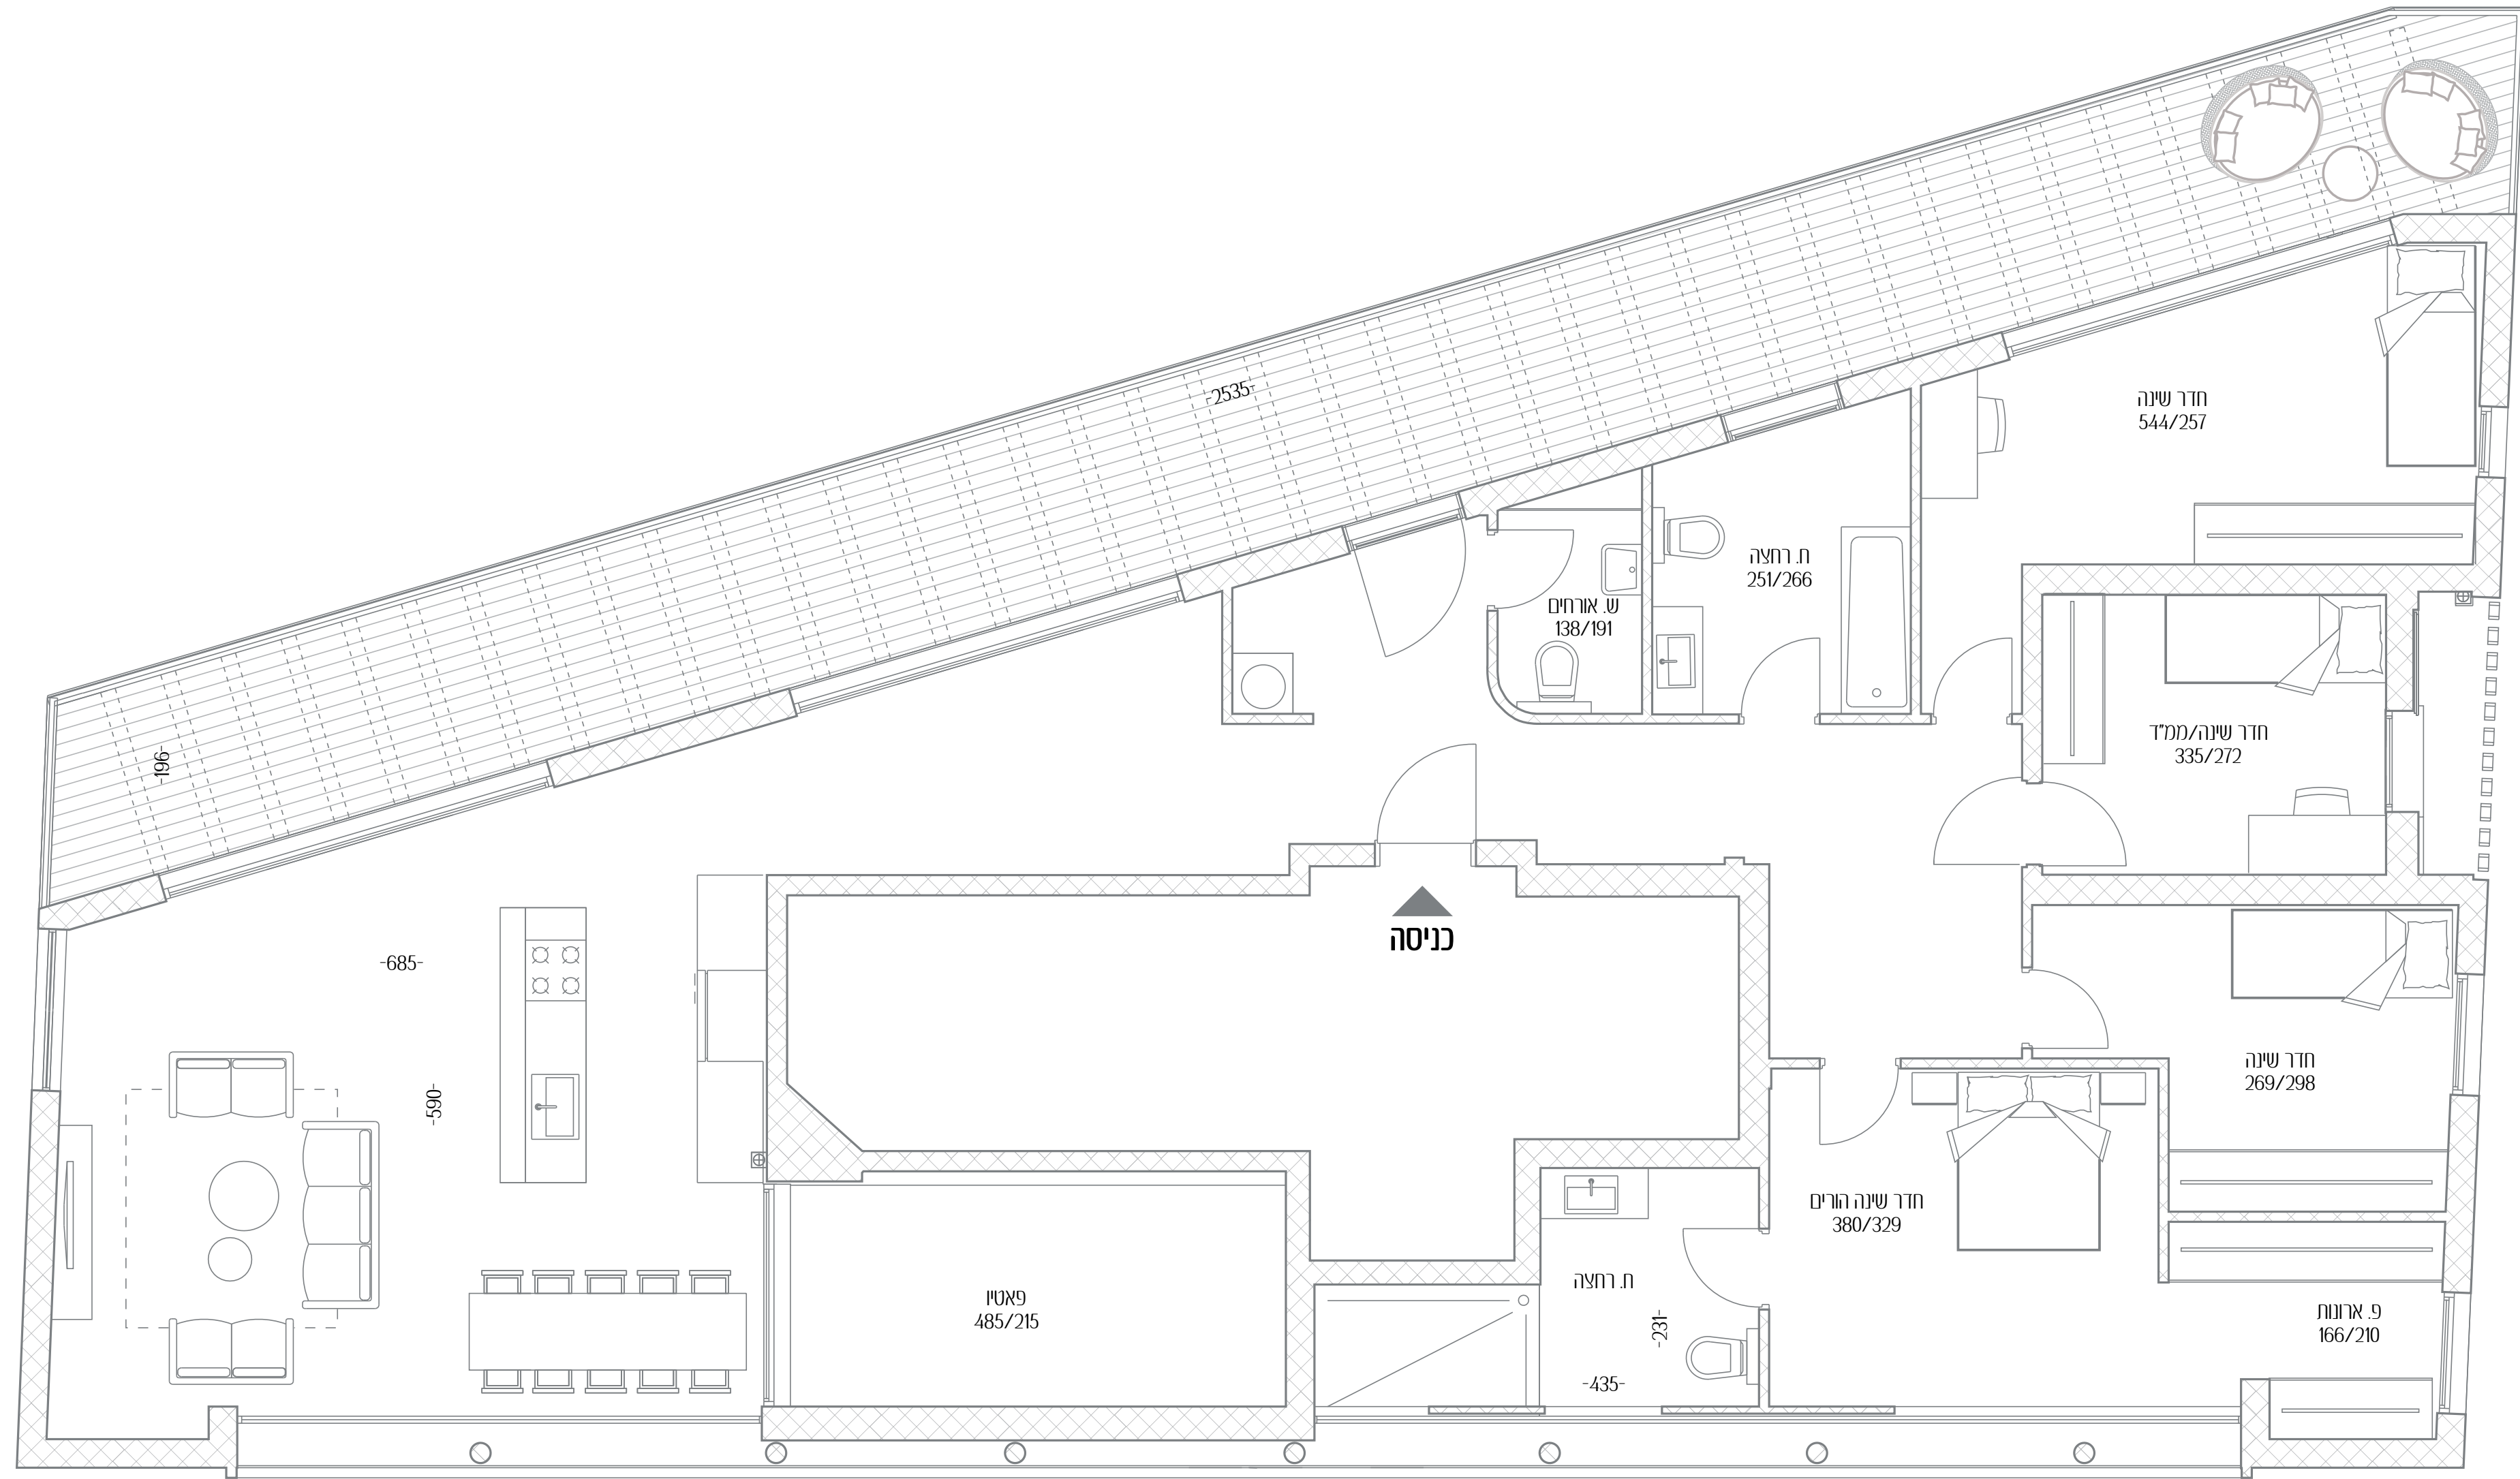 -2535-
חדר שינה
544/257
ח. רחצה
251/266
ש. אורחים
138/191
חדר שינה/ממ"ד
335/272
-196-
כניסה
-685-
-590-
חדר שינה
269/298
חדר שינה הורים
380/329
ח. רחצה
-231-
-435-
פאטיו
485/215
פ. ארונות
166/210